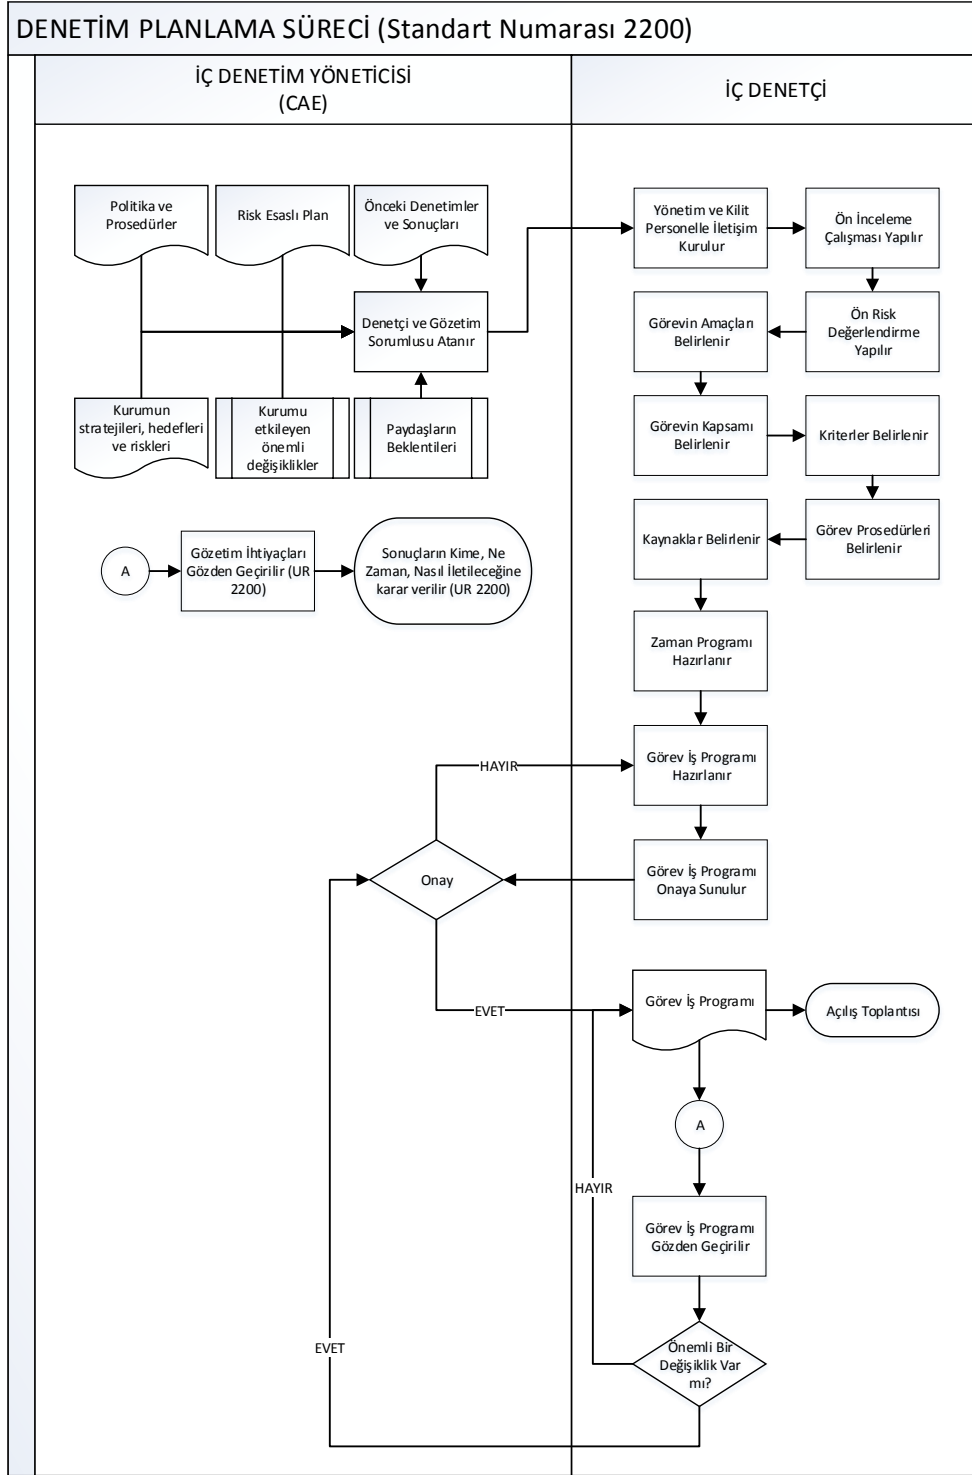 DENETİM PLANLAMA SÜRECİ (Standart Numarası 2200)
İÇ DENETİM YÖNETİCİSİ
(CAE)
İÇ DENETÇİ
Politika ve
Prosedürler
Risk Esaslı Plan
Önceki Denetimler
ve Sonuçları
Denetçi ve Gözetim
Sorumlusu Atanır
Kurumun
stratejileri, hedefleri
ve riskleri
Kurumu
etkileyen
önemli
değişiklikler
Paydaşların
Beklentileri
A
Gözetim İhtiyaçları
Gözden Geçirilir (UR
2200)
Sonuçların Kime, Ne
Zaman, Nasıl İletileceğine
karar verilir (UR 2200)
Yönetim ve Kilit
Personelle İletişim
Kurulur
Ön İnceleme
Çalışması Yapılır
Ön Risk
Değerlendirme
Yapılır
Görevin Amaçları
Belirlenir
Görevin Kapsamı
Belirlenir
Kriterler Belirlenir
Görev Prosedürleri
Belirlenir
Kaynaklar Belirlenir
Zaman Programı
Hazırlanır
Görev İş Programı
Hazırlanır
HAYIR
Görev İş Programı
Onaya Sunulur
Onay
EVET
Görev İş Programı
Açılış Toplantısı
A
HAYIR
Görev İş Programı
Gözden Geçirilir
EVET
Önemli Bir
Değişiklik Var
mı?